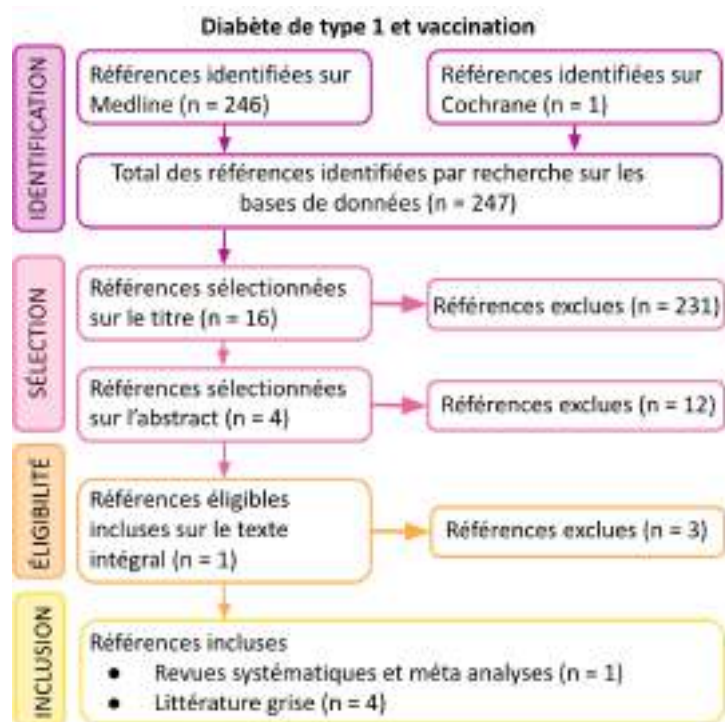 Diabète de type 1 et vaccination
IDENTIFICATION
Références identifiées sur
Medline (n = 246)
Références identifiées sur
Cochrane (n = 1)
Total des références identifiées par recherche sur les
bases de données (n = 247)
SÉLECTION
Références sélectionnées
sur le titre (n = 16)
Références exclues (n = 231)
Références sélectionnées
sur l'abstract (n = 4)
Références exclues (n = 12)
ÉLIGIBILITÉ
Références éligibles
incluses sur le texte
intégral (n = 1)
Références exclues (n = 3)
INCLUSION
Références incluses
● Revues systématiques et méta analyses (n = 1)
● Littérature grise (n = 4)